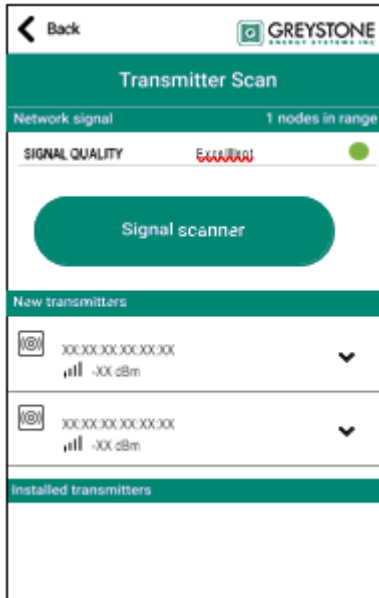 Back
GREYSTONE
ENERGY SYSTEMS INC
Transmitter Scan
Network signal 1 nodes in range
SIGNAL QUALITY Excelllent
Signal scanner
New transmitters
XX:XX:XX:XX:XX:XX
-XX dBm
XX:XX:XX:XX:XX:XX
-XX dBm
Installed transmitters